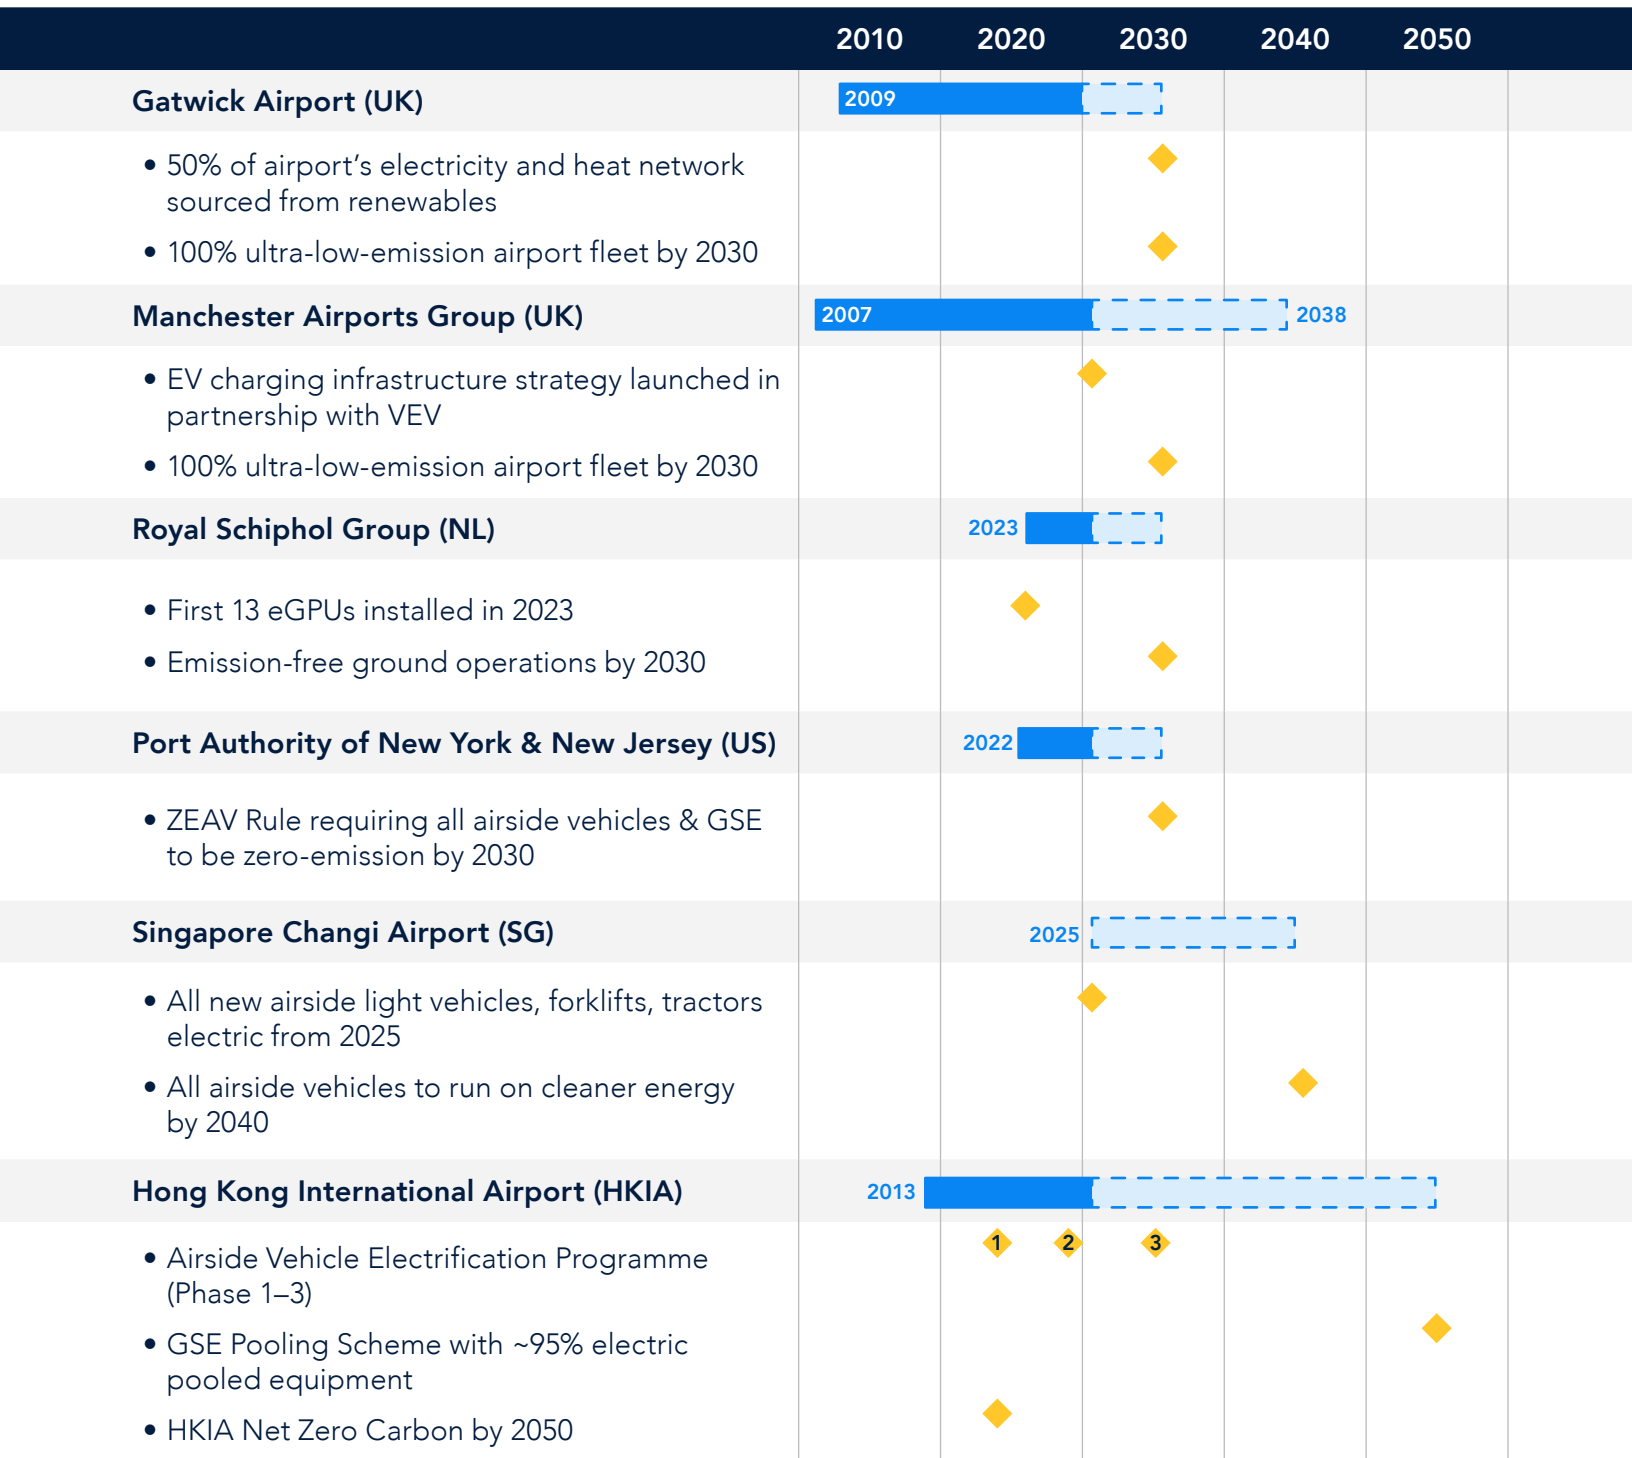 2010 2020 2030 2040 2050
Gatwick Airport (UK) 2009
• 50% of airport’s electricity and heat network
sourced from renewables
• 100% ultra-low-emission airport fleet by 2030
Manchester Airports Group (UK) 2007 2038
• EV charging infrastructure strategy launched in
partnership with VEV
• 100% ultra-low-emission airport fleet by 2030
Royal Schiphol Group (NL) 2023
• First 13 eGPUs installed in 2023
• Emission-free ground operations by 2030
Port Authority of New York & New Jersey (US) 2022
• ZEAV Rule requiring all airside vehicles & GSE
to be zero-emission by 2030
Singapore Changi Airport (SG) 2025
• All new airside light vehicles, forklifts, tractors
electric from 2025
• All airside vehicles to run on cleaner energy
by 2040
Hong Kong International Airport (HKIA) 2013
1 2 3
• Airside Vehicle Electrification Programme
(Phase 1–3)
• GSE Pooling Scheme with ~95% electric
pooled equipment
• HKIA Net Zero Carbon by 2050